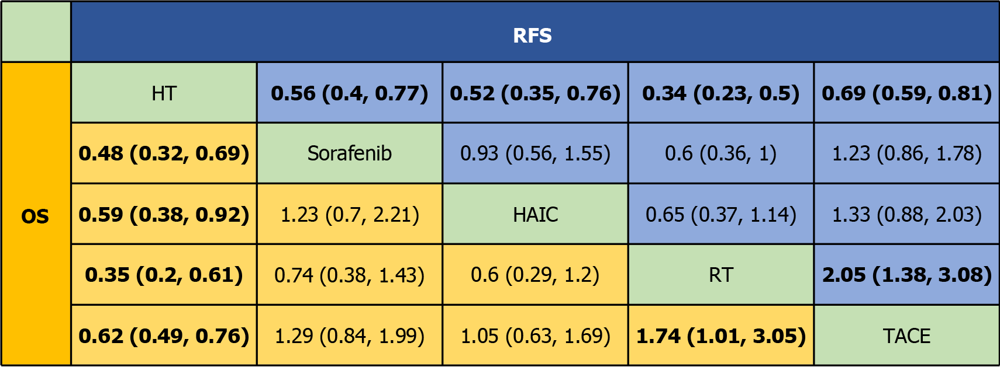 RFS
HT 0.56 (0.4, 0.77) 0.52 (0.35, 0.76) 0.34 (0.23, 0.5) 0.69 (0.59, 0.81)
0.48 (0.32, 0.69) Sorafenib 0.93 (0.56, 1.55) 0.6 (0.36, 1) 1.23 (0.86, 1.78)
OS 0.59 (0.38, 0.92) 1.23 (0.7, 2.21) HAIC 0.65 (0.37, 1.14) 1.33 (0.88, 2.03)
0.35 (0.2, 0.61) 0.74 (0.38, 1.43) 0.6 (0.29, 1.2) RT 2.05 (1.38, 3.08)
0.62 (0.49, 0.76) 1.29 (0.84, 1.99) 1.05 (0.63, 1.69) 1.74 (1.01, 3.05) TACE